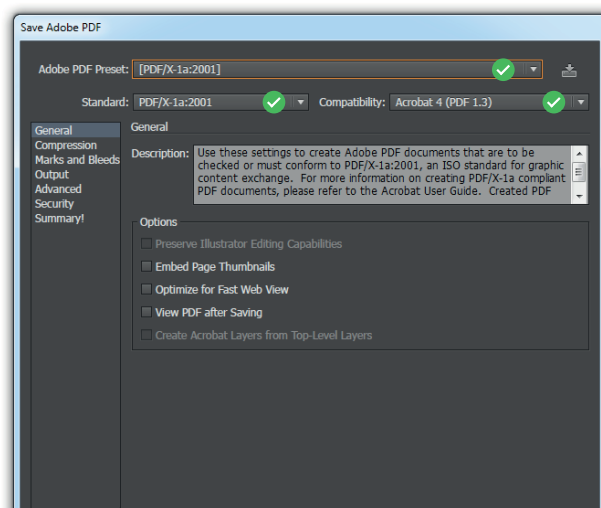 Save Adobe PDF
Adobe PDF Preset: [PDF/X-1a:2001]
Standard: PDF/X-1a:2001 Compatibility: Acrobat 4 (PDF 1.3)
General
Compression
Marks and Bleeds
Output
Advanced
Security
Summary!
General
Description: Use these settings to create Adobe PDF documents that are to be
checked or must conform to PDF/X-1a:2001, an ISO standard for graphic
content exchange. For more information on creating PDF/X-1a compliant
PDF documents, please refer to the Acrobat User Guide. Created PDF
Options
Preserve Illustrator Editing Capabilities
Embed Page Thumbnails
Optimize for Fast Web View
View PDF after Saving
Create Acrobat Layers from Top-Level Layers